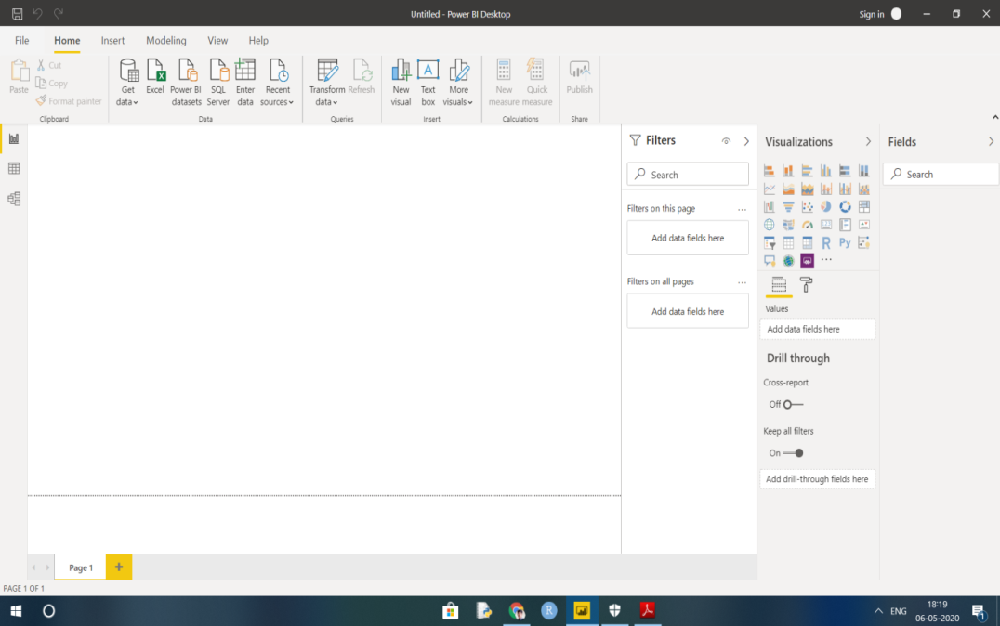 Untitled - Power BI Desktop
Sign in
File Home Insert Modeling View Help
Paste
Cut
Copy
Format painter
Clipboard
Get data
Excel
Power BI datasets
SQL Server
Enter data
Recent sources
Data
Transform data
Refresh
Queries
New visual
Text box
More visuals
Insert
New measure
Quick measure
Calculations
Publish
Share
Filters
Search
Filters on this page
...
Add data fields here
Filters on all pages
...
Add data fields here
Visualizations
R
Py
...
Values
Add data fields here
Drill through
Cross-report
Off
Keep all filters
On
Add drill-through fields here
Fields
Search
Page 1
+
PAGE 1 OF 1
R
ENG
18:19
06-05-2020
1